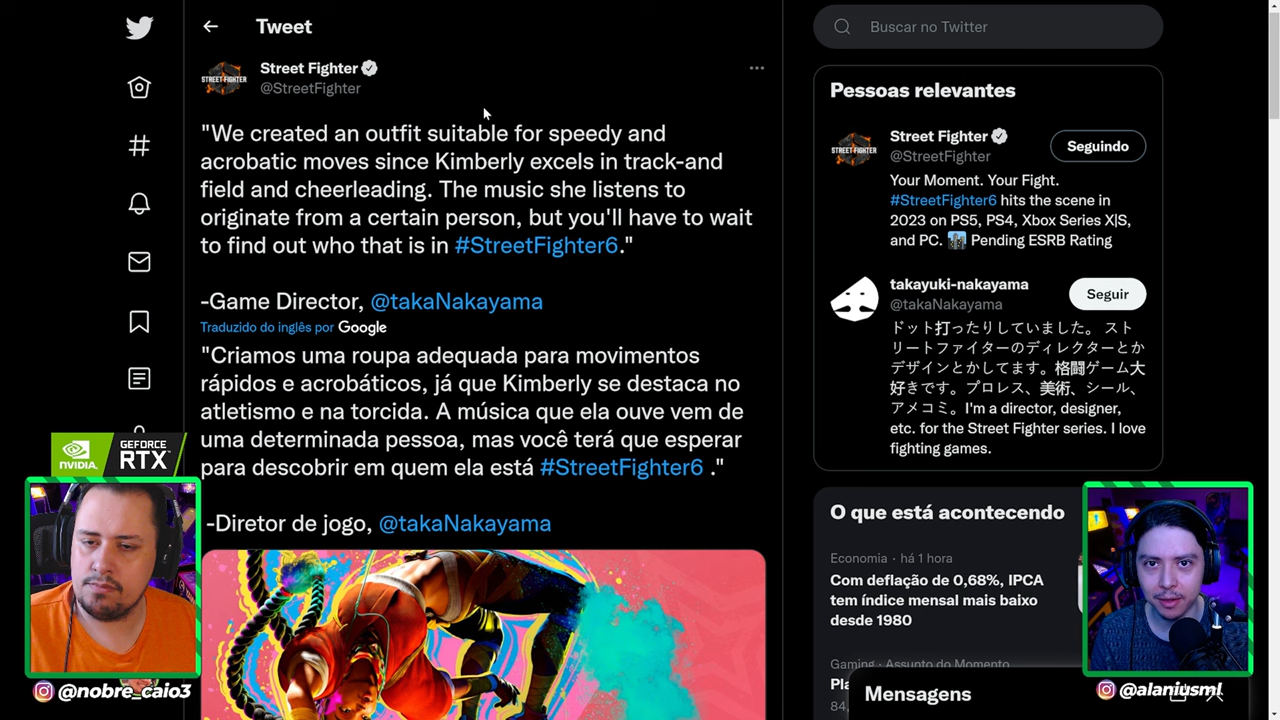 Tweet
Street Fighter
@StreetFighter
"We created an outfit suitable for speedy and
acrobatic moves since Kimberly excels in track-and
field and cheerleading. The music she listens to
originate from a certain person, but you'll have to wait
to find out who that is in #StreetFighter6."
-Game Director, @takaNakayama
Traduzido do inglês por Google
"Criamos uma roupa adequada para movimentos
rápidos e acrobáticos, já que Kimberly se destaca no
atletismo e na torcida. A música que ela ouve vem de
uma determinada pessoa, mas você terá que esperar
para descobrir em quem ela está #StreetFighter6 ."
-Diretor de jogo, @takaNakayama
Buscar no Twitter
Pessoas relevantes
Street Fighter
@StreetFighter
Seguindo
Your Moment. Your Fight.
#StreetFighter6 hits the scene in
2023 on PS5, PS4, Xbox Series X|S,
and PC. Pending ESRB Rating
takayuki-nakayama
@takaNakayama
Seguir
ドット打ったりしていました。 スト
リートファイターのディレクターとか
デザインとかしてます。格闘ゲーム大
好きです。プロレス、美術、シール、
アメコミ。I'm a director, designer,
etc. for the Street Fighter series. I love
fighting games.
O que está acontecendo
Economia · há 1 hora
Com deflação de 0,68%, IPCA
tem índice mensal mais baixo
desde 1980
Gaming · Assunto do Momento
Mensagens
STREET FIGHTER
STREET FIGHTER
NVIDIA.
GEFORCE
RTX
@nobre_caio3
@alaniusml